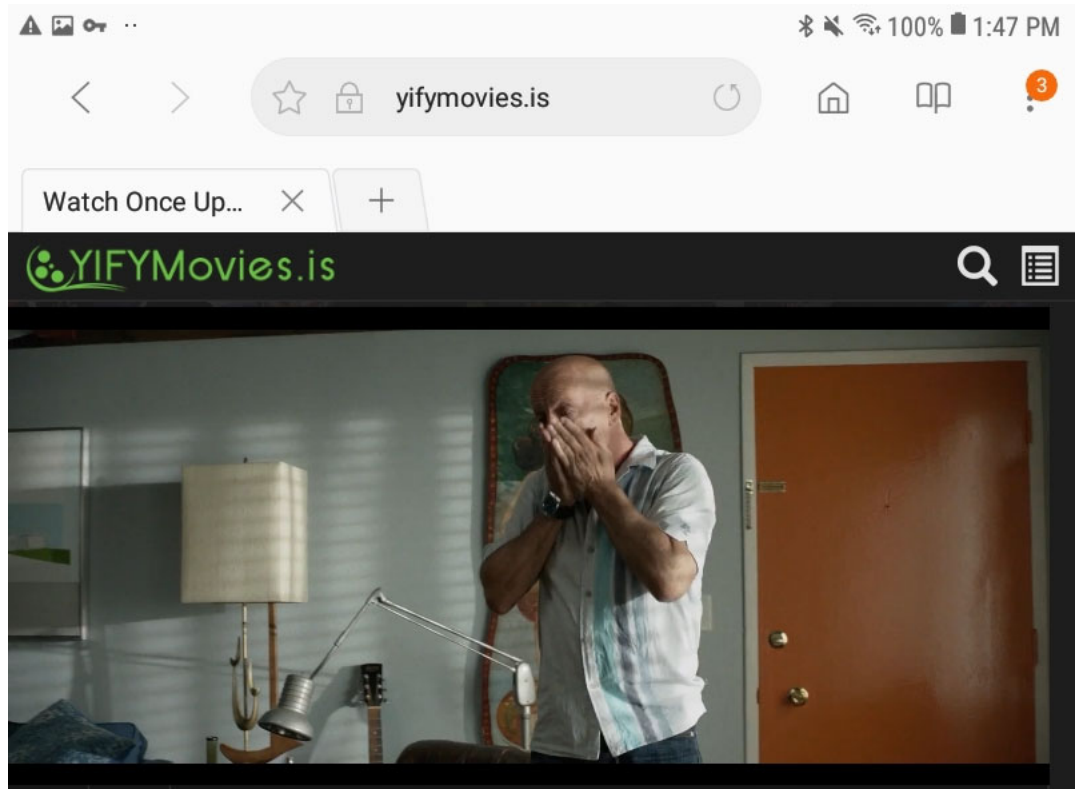 100% 1:47 PM
yifymovies.is
3
Watch Once Up...
YIFYMovies.is